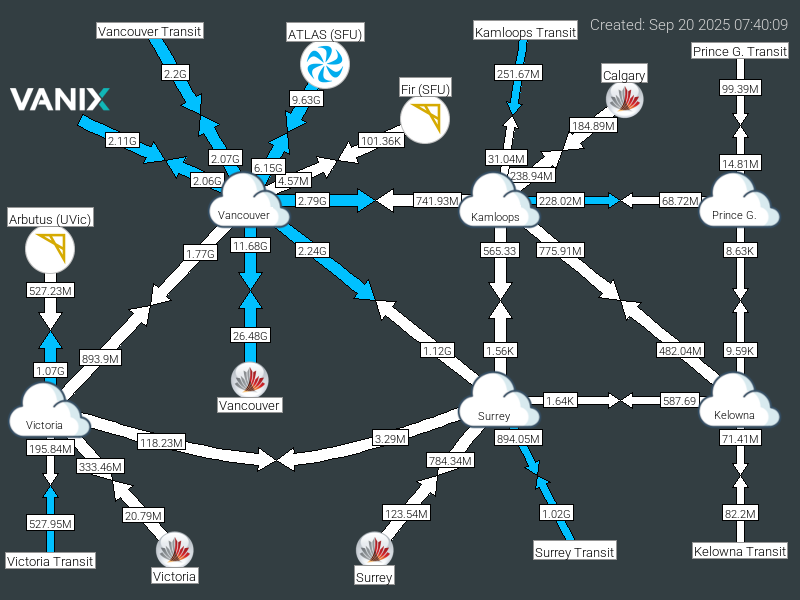 Created: Sep 20 2025 07:40:09
Vancouver Transit
ATLAS (SFU)
Kamloops Transit
Prince G. Transit
2.2G
251.67M
Calgary
9.63G
Fir (SFU)
99.39M
VANIX
184.89M
2.11G
101.36K
2.07G
31.04M
14.81M
6.15G
238.94M
2.06G
4.57M
2.79G
741.93M
228.02M
68.72M
Vancouver
Kamloops
Prince G.
Arbutus (UVic)
11.68G
2.24G
565.33
775.91M
8.63K
1.77G
527.23M
26.48G
893.9M
1.12G
1.56K
482.04M
9.59K
1.07G
Vancouver
1.64K
587.69
Victoria
Surrey
Kelowna
118.23M
3.29M
894.05M
71.41M
195.84M
333.46M
784.34M
527.95M
20.79M
123.54M
1.02G
82.2M
Victoria Transit
Victoria
Surrey
Surrey Transit
Kelowna Transit